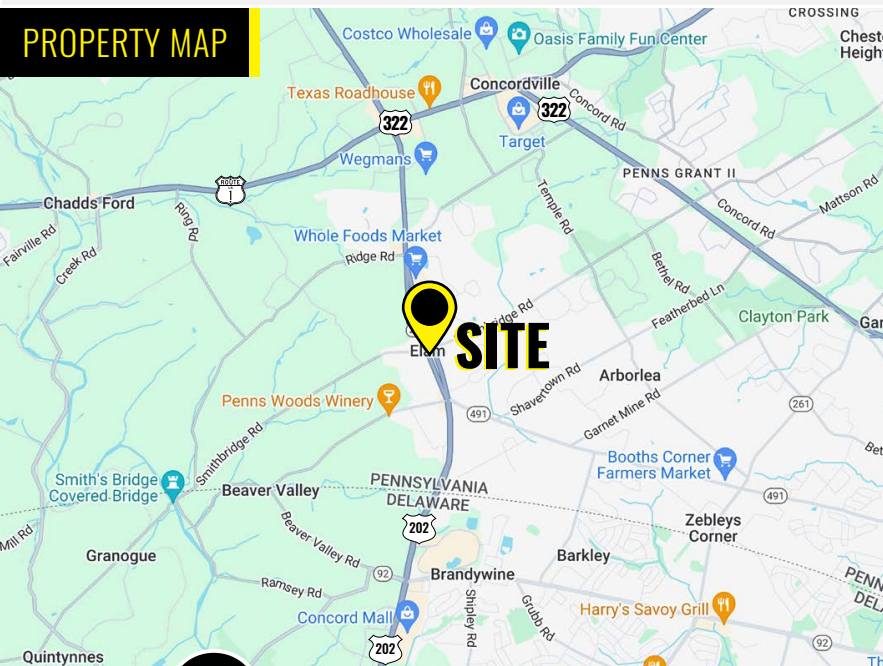 CROSSING
PROPERTY MAP
Costco Wholesale
Oasis Family Fun Center
Texas Roadhouse
Concordville
322
322
Concord Rd
Target
Wegmans
PENNS GRANT II
ROUTE
1
Chadds Ford
Ring Rd
Temple Rd
Mattson Rd
Concord Rd
Fairville Rd
Creek Rd
Whole Foods Market
Ridge Rd
Bethel Rd
Featherbed Ln
Clayton Park
SITE
Arborlea
Shavertown Rd
Penns Woods Winery
491
Garnet Mine Rd
261
Smithbridge Rd
Booths Corner
Farmers Market
Smith's Bridge
Covered Bridge
Beaver Valley
PENNSYLVANIA
DELAWARE
491
Mill Rd
202
Zebleys
Corner
Beaver Valley Rd
Granogue
Barkley
92
Brandywine
Ramsey Rd
Concord Mall
Shipley Rd
Grubb Rd
Harry's Savoy Grill
202
92
Quintynnes